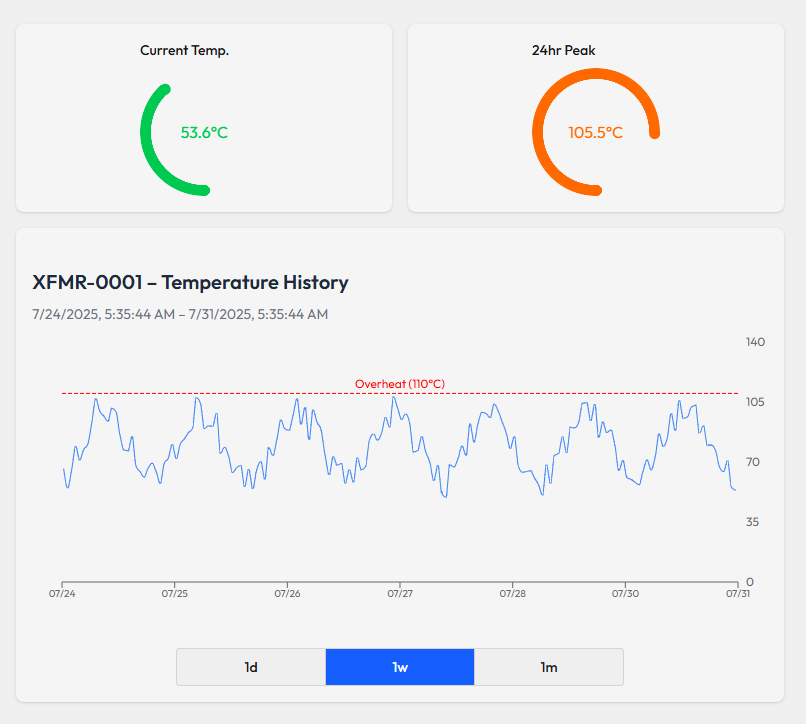 Current Temp.
53.6°C
24hr Peak
105.5°C
XFMR-0001 – Temperature History
7/24/2025, 5:35:44 AM – 7/31/2025, 5:35:44 AM
140
Overheat (110°C)
105
70
35
0
07/24 07/25 07/26 07/27 07/28 07/30 07/31
1d 1w 1m